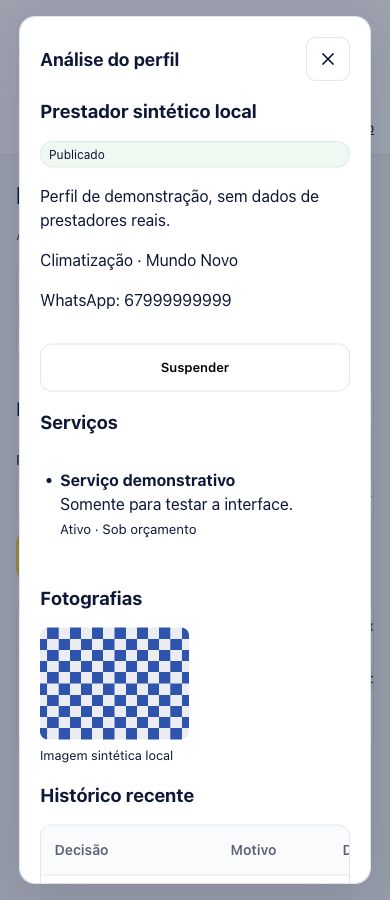 Análise do perfil
Prestador sintético local
Publicado
Perfil de demonstração, sem dados de
prestadores reais.
Climatização · Mundo Novo
WhatsApp: 67999999999
Suspender
Serviços
• Serviço demonstrativo
Somente para testar a interface.
Ativo · Sob orçamento
Fotografias
Imagem sintética local
Histórico recente
Decisão Motivo